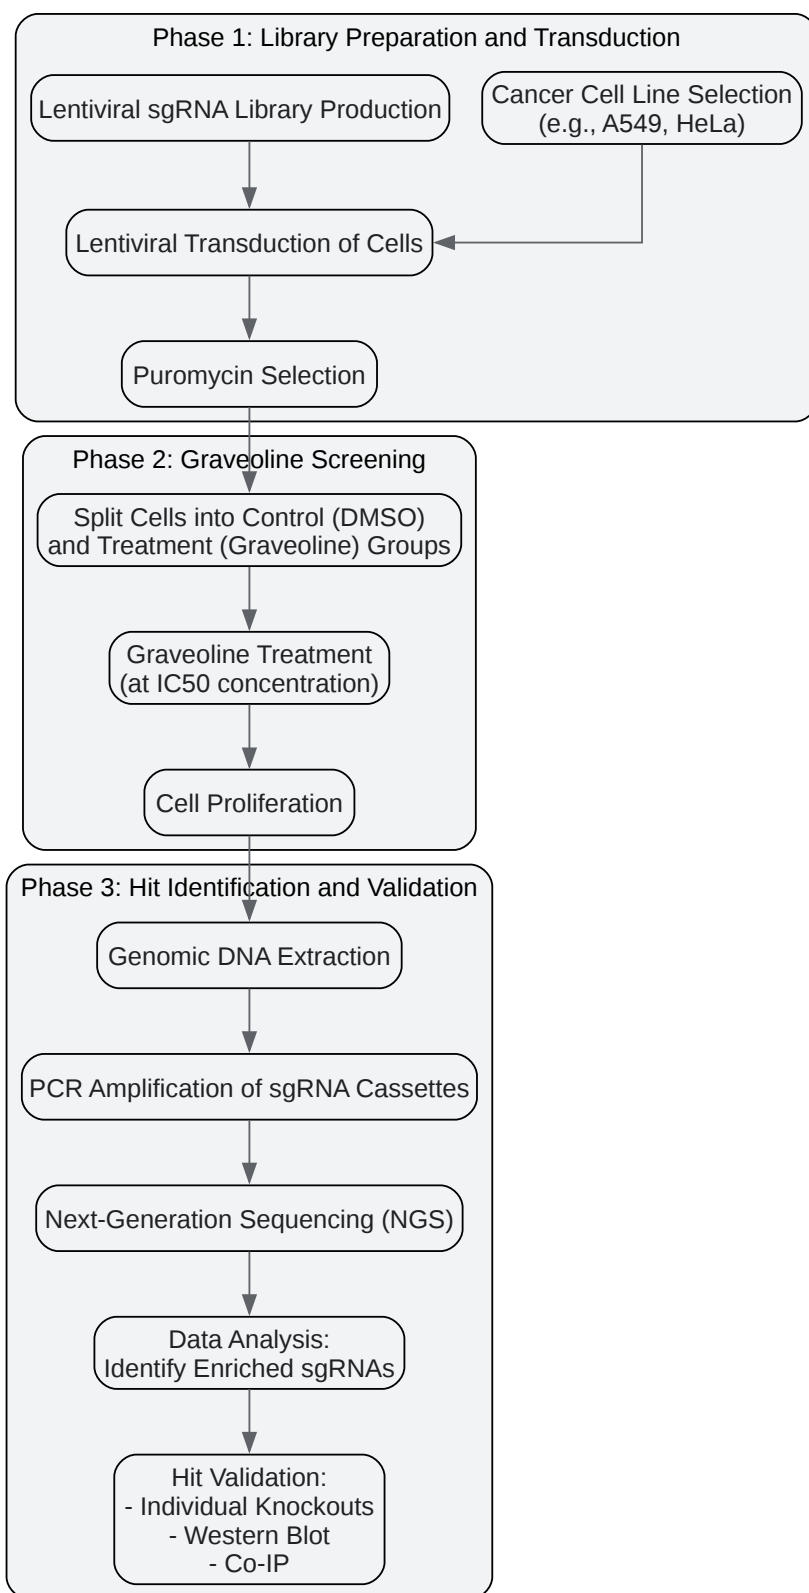 Phase 1: Library Preparation and Transduction
Lentiviral sgRNA Library Production
Cancer Cell Line Selection
(e.g., A549, HeLa)
Lentiviral Transduction of Cells
Puromycin Selection
Phase 2: Graveoline Screening
Split Cells into Control (DMSO)
and Treatment (Graveoline) Groups
Graveoline Treatment
(at IC50 concentration)
Cell Proliferation
Phase 3: Hit Identification and Validation
Genomic DNA Extraction
PCR Amplification of sgRNA Cassettes
Next-Generation Sequencing (NGS)
Data Analysis:
Identify Enriched sgRNAs
Hit Validation:
- Individual Knockouts
- Western Blot
- Co-IP